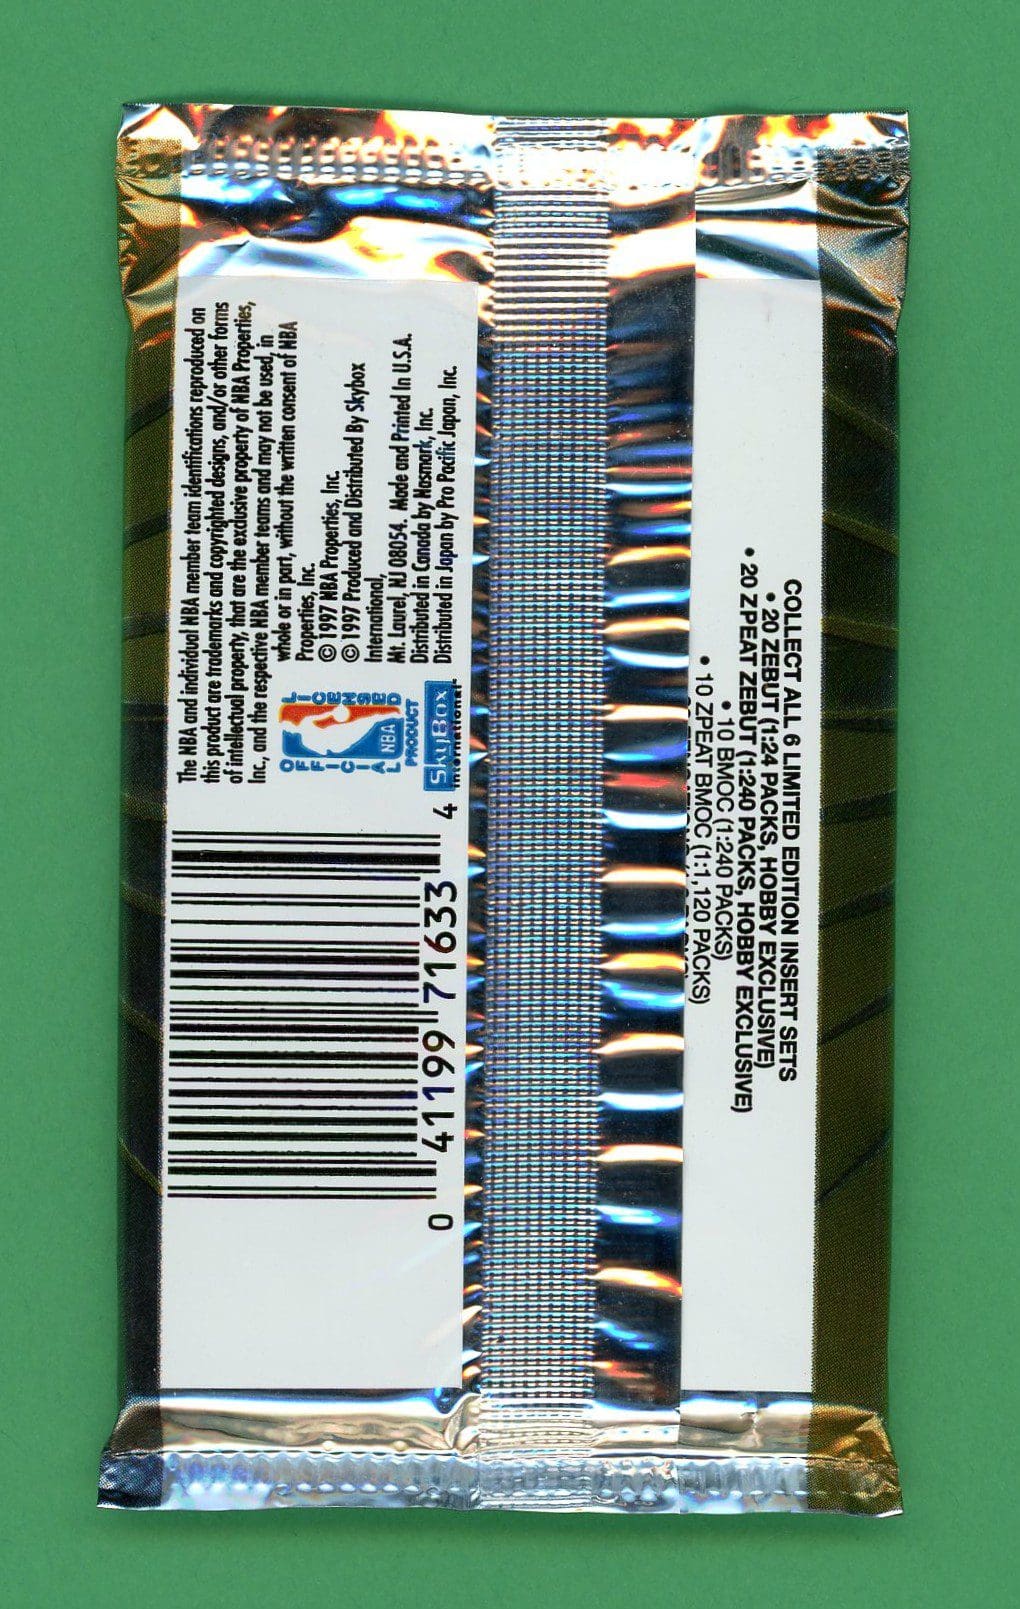 The NBA and individual NBA member team identifications reproduced on
this product are trademarks and copyrighted designs, and/or other forms
of intellectual property, that are the exclusive property of NBA Properties,
Inc., and the respective NBA member teams and may not be used, in
whole or in part, without the written consent of NBA
Properties, Inc.
© 1997 NBA Properties, Inc.
© 1997 Produced and Distributed By Skybox
International,
Mt. Laurel, NJ 08054. Made and Printed In U.S.A.
Distributed in Canada by Nasmark, Inc.
Distributed in Japan by Pro Pacific Japan, Inc.
OFFICIAL
LICENSED
NBA
PRODUCT
SkyBox
INTERNATIONAL
0 41199 71633 4
COLLECT ALL 6 LIMITED EDITION INSERT SETS
• 20 ZEBUT (1:24 PACKS, HOBBY EXCLUSIVE)
• 20 ZPEAT ZEBUT (1:240 PACKS, HOBBY EXCLUSIVE)
• 10 BMOC (1:240 PACKS)
• 10 ZPEAT BMOC (1:1,120 PACKS)